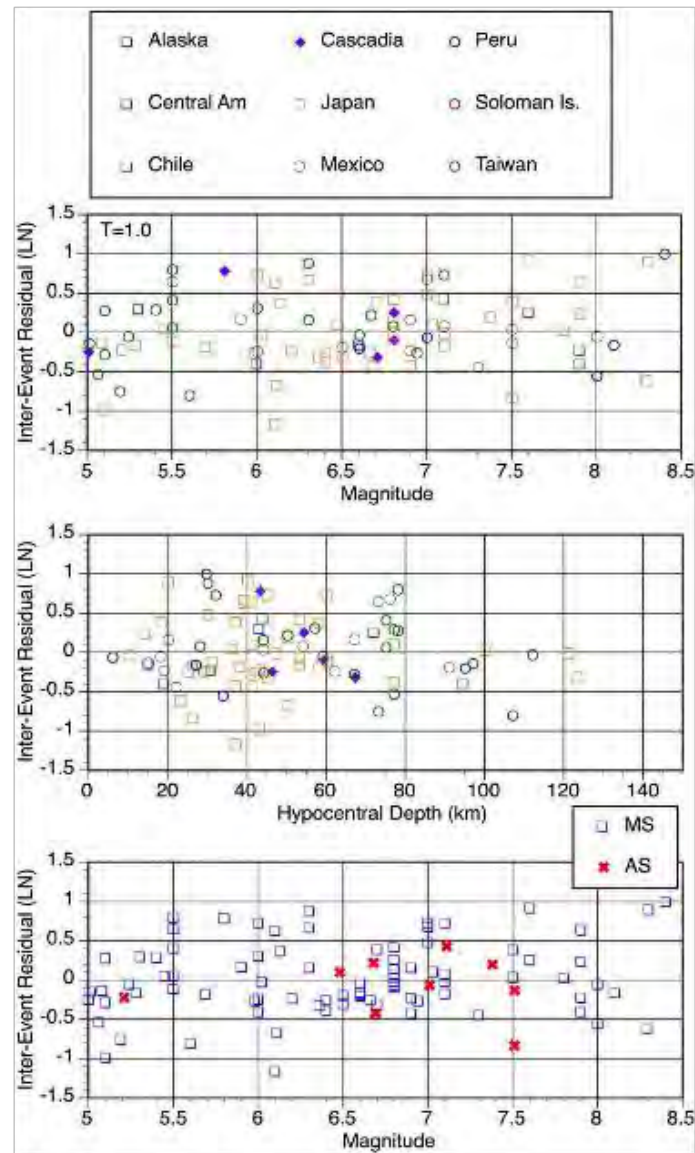 Alaska Cascadia Peru
Central Am Japan Soloman Is.
Chile Mexico Taiwan
1.5
T=1.0
1
0.5
0
-0.5
-1
-1.5
Inter-Event Residual (LN)
5 5.5 6 6.5 7 7.5 8 8.5
Magnitude
1.5
1
0.5
0
-0.5
-1
-1.5
Inter-Event Residual (LN)
0 20 40 60 80 100 120 140
Hypocentral Depth (km)
MS
AS
1.5
1
0.5
0
-0.5
-1
-1.5
Inter-Event Residual (LN)
5 5.5 6 6.5 7 7.5 8 8.5
Magnitude